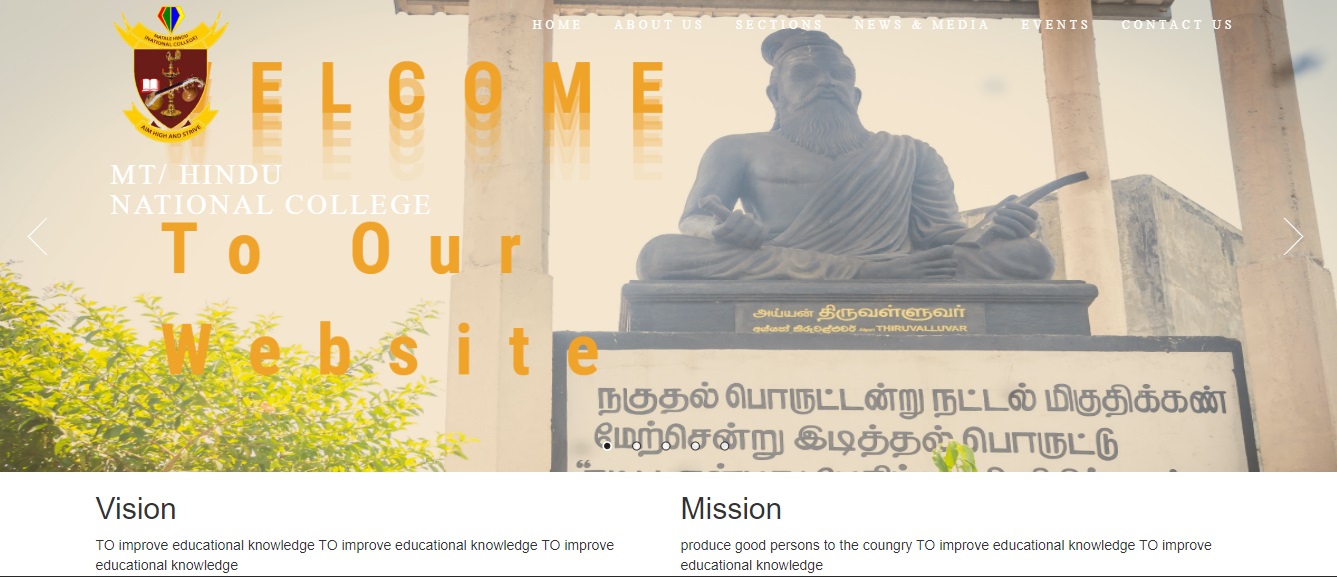 HOME ABOUT US SECTIONS NEWS & MEDIA EVENTS CONTACT US
MATALE HINDU
(NATIONAL COLLEGE)
AIM HIGH AND STRIVE
WELCOME
MT/ HINDU
NATIONAL COLLEGE
To Our
Website
அய்யன் திருவள்ளுவர்
THIRUVALLUVAR
நகுதல் பொருட்டன்று நட்டல் மிகுதிக்கண்
மேற்சென்று இடித்தல் பொருட்டு
Vision
TO improve educational knowledge TO improve educational knowledge TO improve
educational knowledge
Mission
produce good persons to the coungry TO improve educational knowledge TO improve
educational knowledge